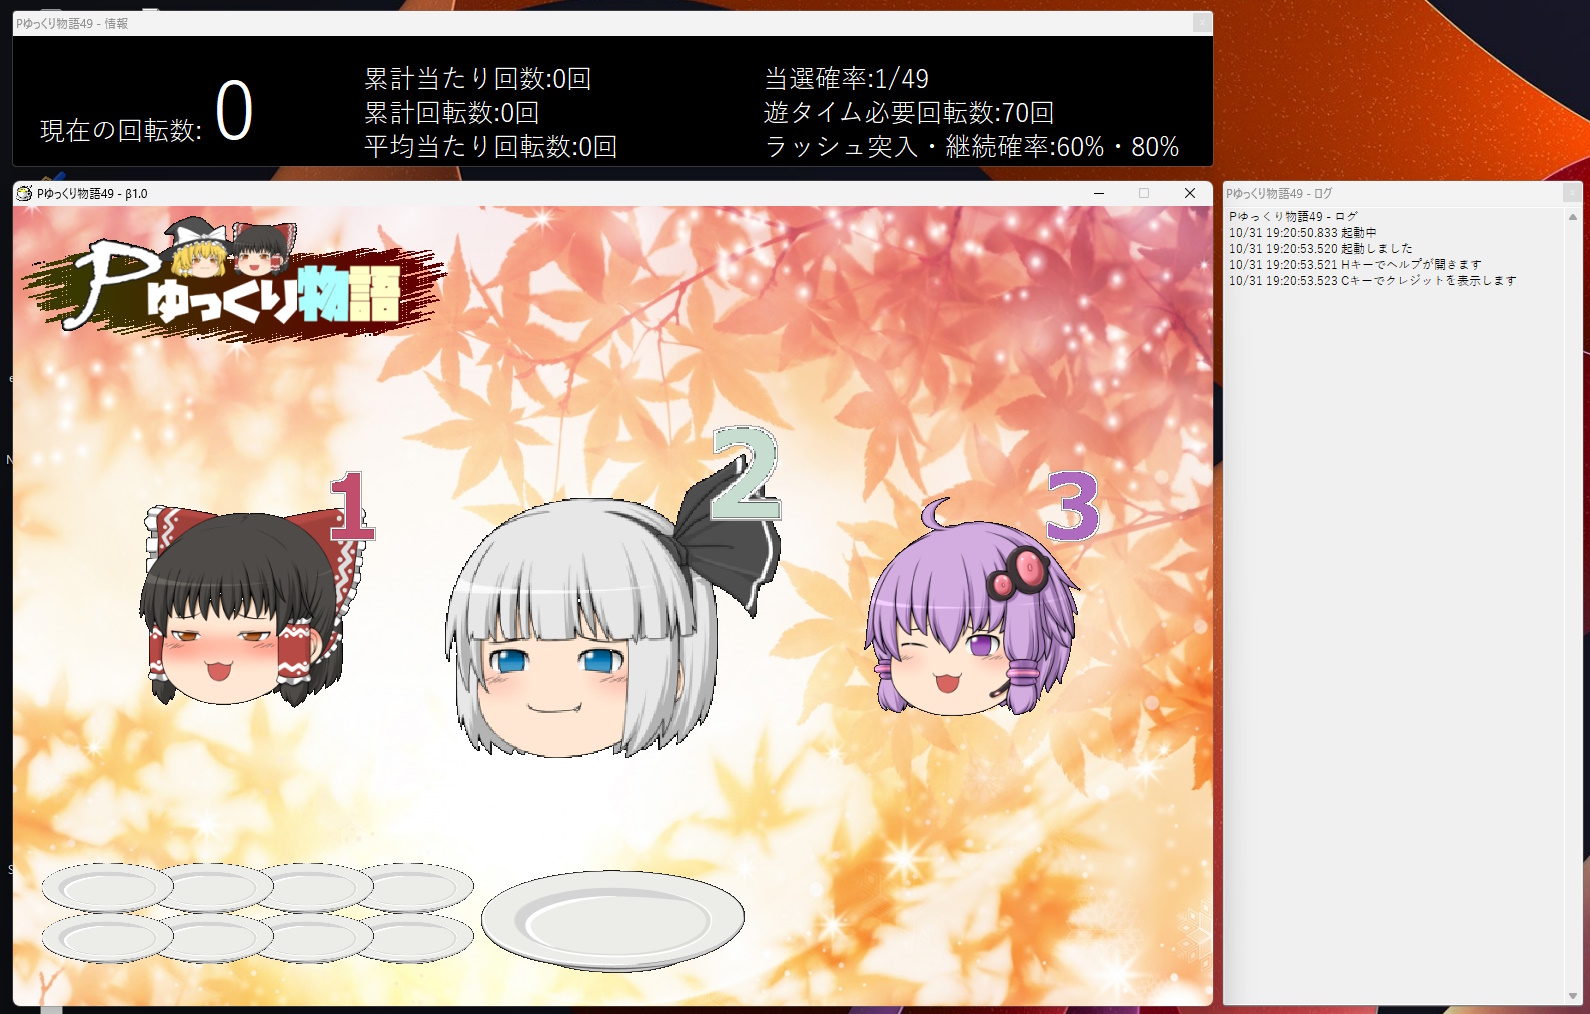 Pゆっくり物語49 - 情報
現在の回転数: 0
累計当たり回数:0回
累計回転数:0回
平均当たり回転数:0回
当選確率:1/49
遊タイム必要回転数:70回
ラッシュ突入・継続確率:60%・80%
Pゆっくり物語49 - β1.0
Pゆっくり物語
1
2
3
Pゆっくり物語49 - ログ
Pゆっくり物語49 - ログ
10/31 19:20:50.833 起動中
10/31 19:20:53.520 起動しました
10/31 19:20:53.521 Hキーでヘルプが開きます
10/31 19:20:53.523 Cキーでクレジットを表示します